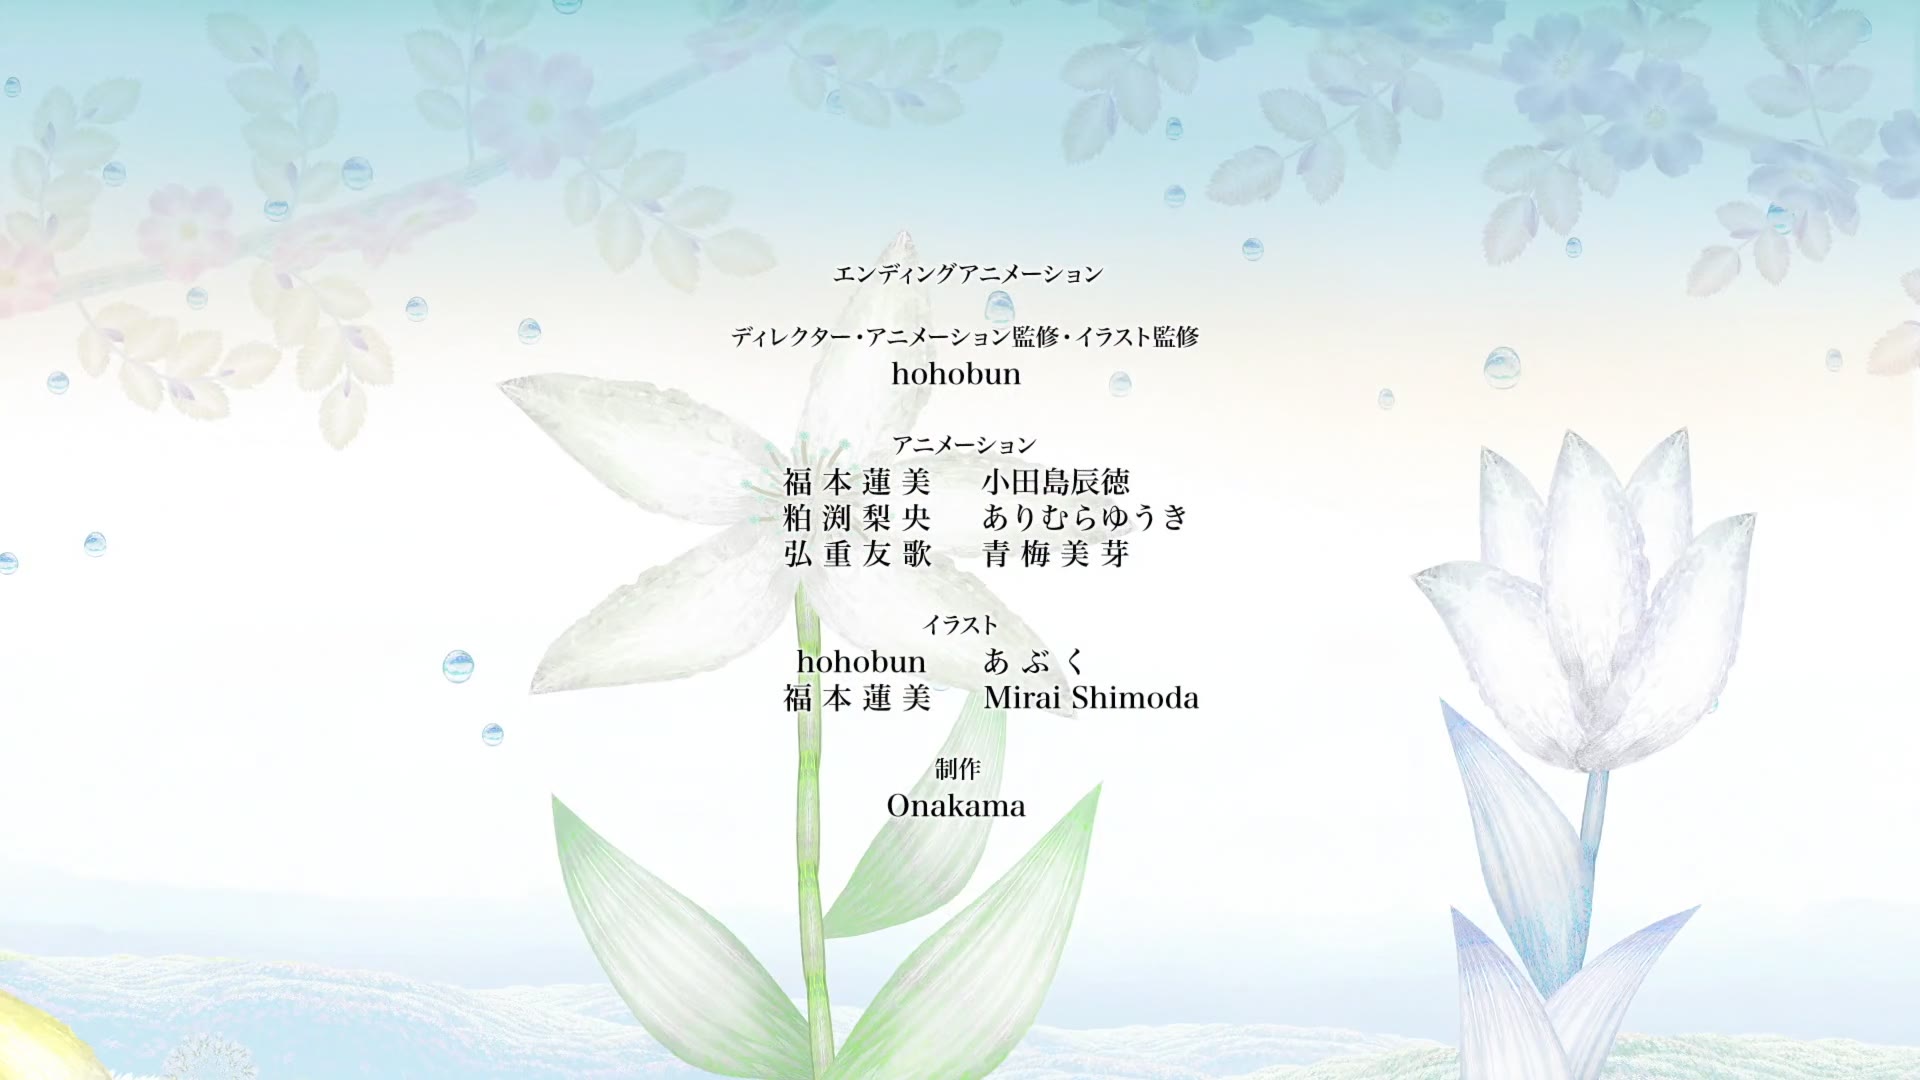 エンディングアニメーション
ディレクター・アニメーション監修・イラスト監修
hohobun
アニメーション
福本蓮美 小田島辰徳
粕渕梨央 ありむらゆうき
弘重友歌 青梅美芽
イラスト
hohobun あぶく
福本蓮美 Mirai Shimoda
制作
Onakama